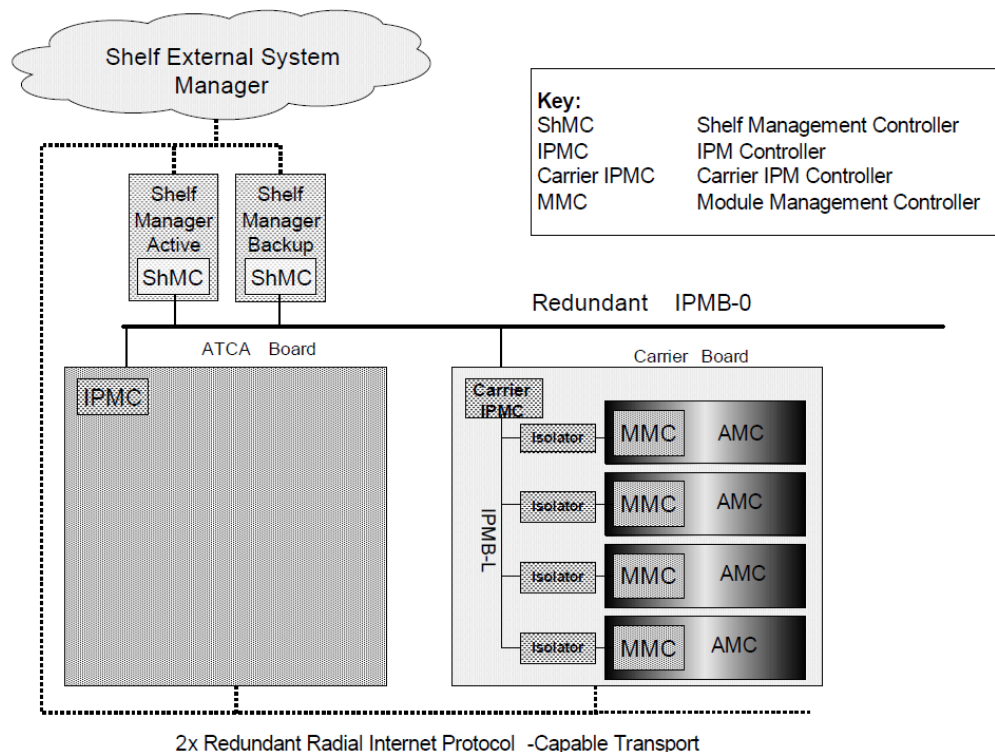 Shelf External System
Manager
Key:
ShMC Shelf Management Controller
IPMC IPM Controller
Carrier IPMC Carrier IPM Controller
MMC Module Management Controller
Shelf
Manager
Active
ShMC
Shelf
Manager
Backup
ShMC
Redundant IPMB-0
ATCA Board
Carrier Board
IPMC
Carrier
IPMC
Isolator
MMC AMC
Isolator
MMC AMC
IPMB-L
Isolator
MMC AMC
Isolator
MMC AMC
2x Redundant Radial Internet Protocol -Capable Transport